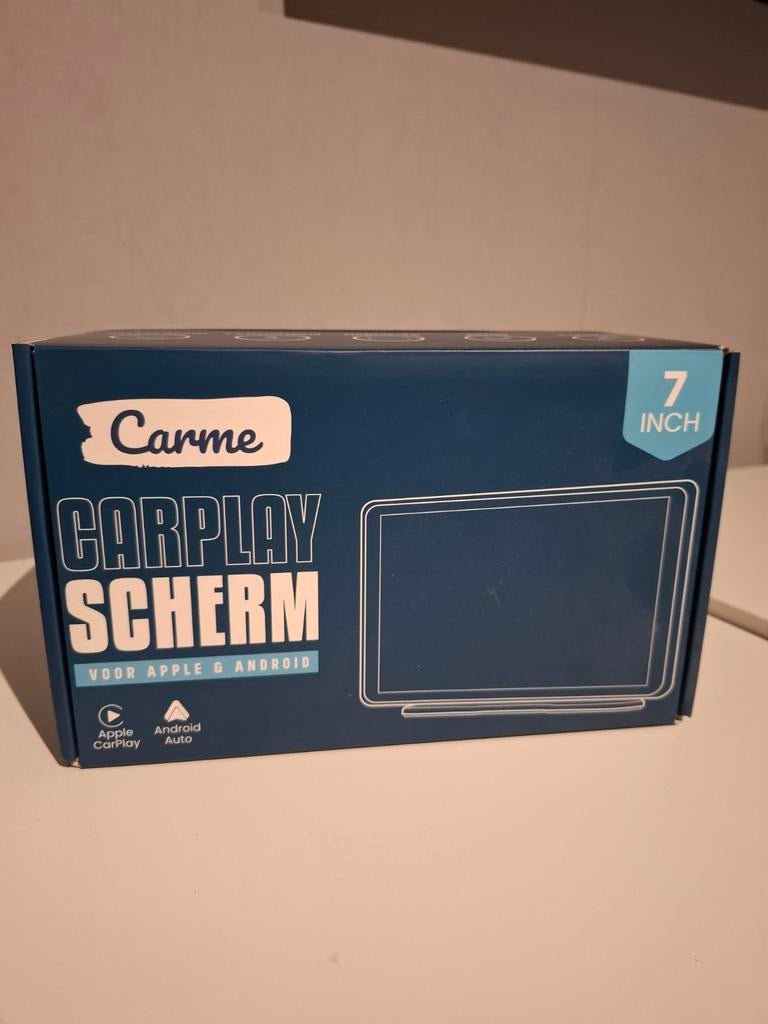 Carme
7
INCH
CARPLAY
SCHERM
VOOR APPLE & ANDROID
Apple
CarPlay
Android
Auto